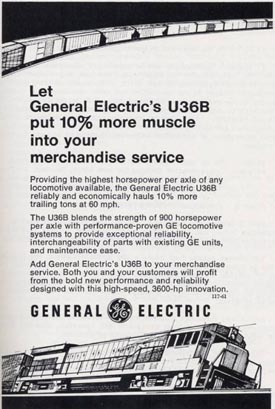 Let
General Electric's U36B
put 10% more muscle
into your
merchandise service
Providing the highest horsepower per axle of any
locomotive available, the General Electric U36B
reliably and economically hauls 10% more
trailing tons at 60 mph.
The U36B blends the strength of 900 horsepower
per axle with performance-proven GE locomotive
systems to provide exceptional reliability,
interchangeability of parts with existing GE units,
and maintenance ease.
Add General Electric's U36B to your merchandise
service. Both you and your customers will profit
from the bold new performance and reliability
designed with this high-speed, 3600-hp innovation.
117-61
GENERAL GE ELECTRIC